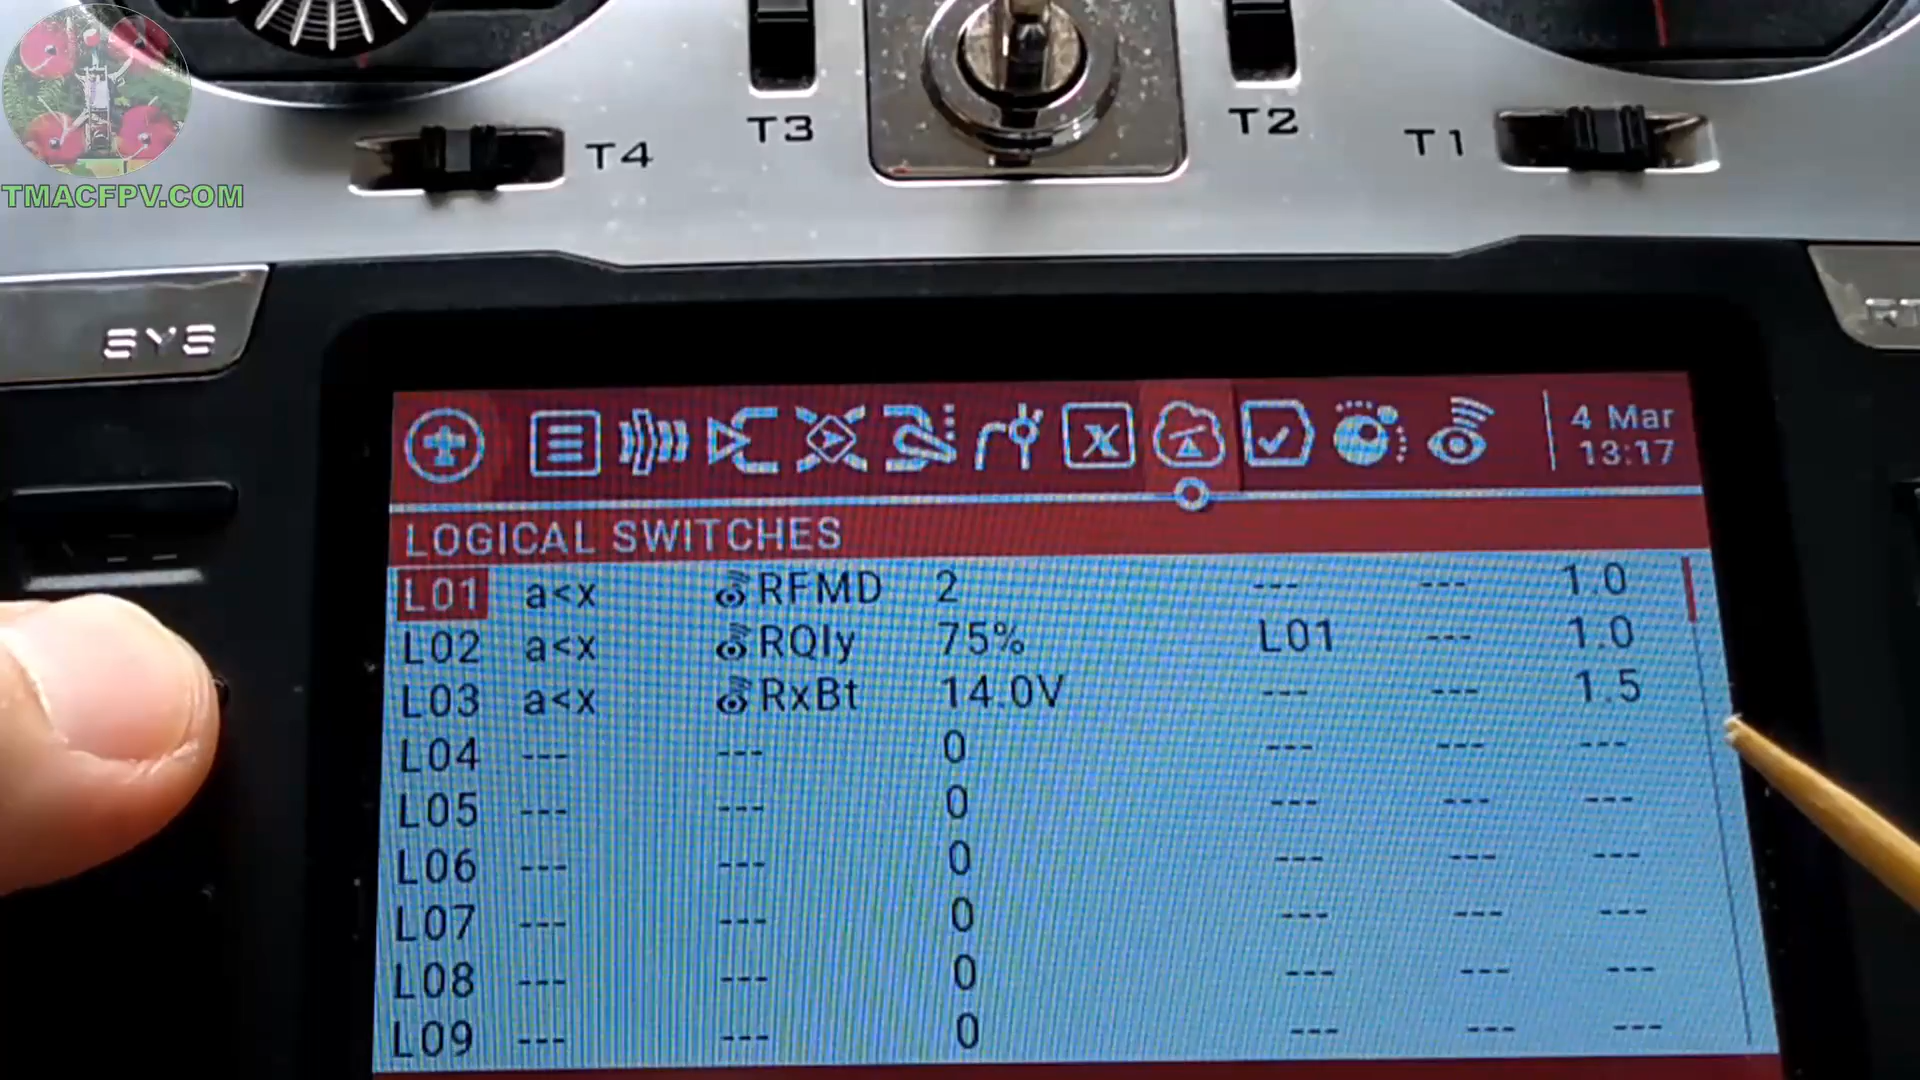 T4
T3
T2
T1
TMACFPV.COM
SYS
4 Mar
13:17
LOGICAL SWITCHES
L01 a<x RFMD 2 --- --- 1.0
L02 a<x RQly 75% L01 --- 1.0
L03 a<x RxBt 14.0V --- --- 1.5
L04 --- --- 0 --- --- ---
L05 --- --- 0 --- --- ---
L06 --- --- 0 --- --- ---
L07 --- --- 0 --- --- ---
L08 --- --- 0 --- --- ---
L09 --- --- 0 --- --- ---